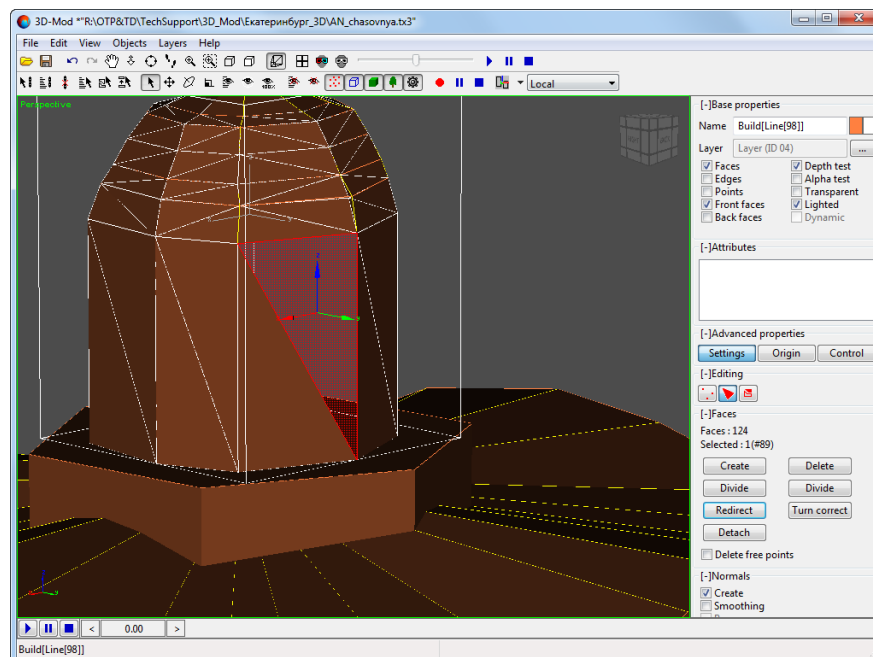 3-D-Mod *"R:\OTP&TD\TechSupport\3D_Mod\Екатеринбург_3D\AN_chasovnya.tx3"
File Edit View Objects Layers Help
100%
Local
Perspective
[-]Base properties
Name Build[Line[98]]
Layer Layer (ID 04) ...
Faces Depth test
Edges Alpha test
Points Transparent
Front faces Lighted
Back faces Dynamic
[-]Attributes
[-]Advanced properties
Settings Origin Control
[-]Editing
[-]Faces
Faces : 124
Selected : 1(#89)
Create Delete
Divide Divide
Redirect Turn correct
Detach
Delete free points
[-]Normals
Create
Smoothing
z
< 0.00 >
Build[Line[98]]